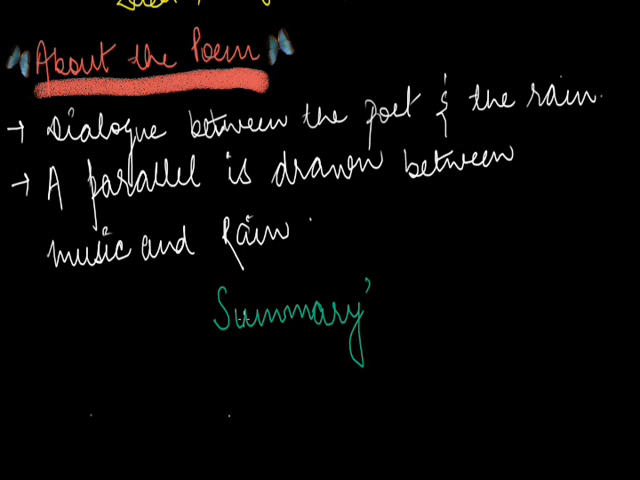 About the Poem
→ Dialogue between the poet & the rain.
→ A parallel is drawn between
music and Rain.
Summary